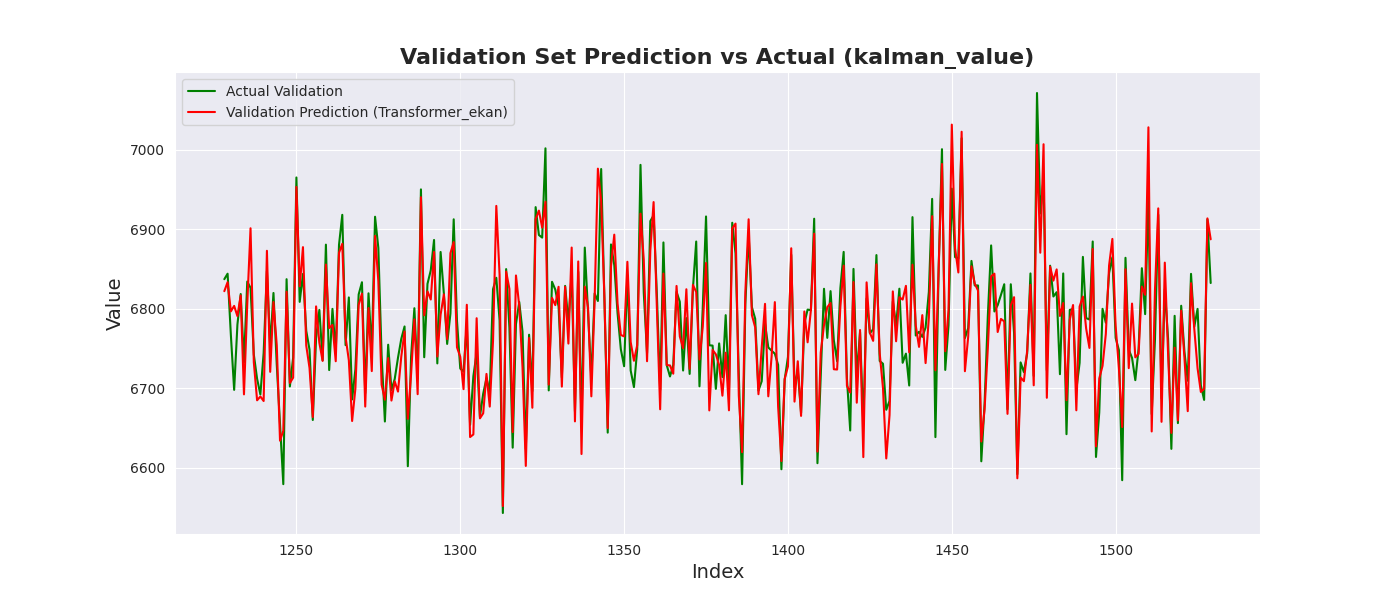 Validation Set Prediction vs Actual (kalman_value)
Actual Validation
Validation Prediction (Transformer_ekan)
Value
7000
6900
6800
6700
6600
1250
1300
1350
1400
1450
1500
Index